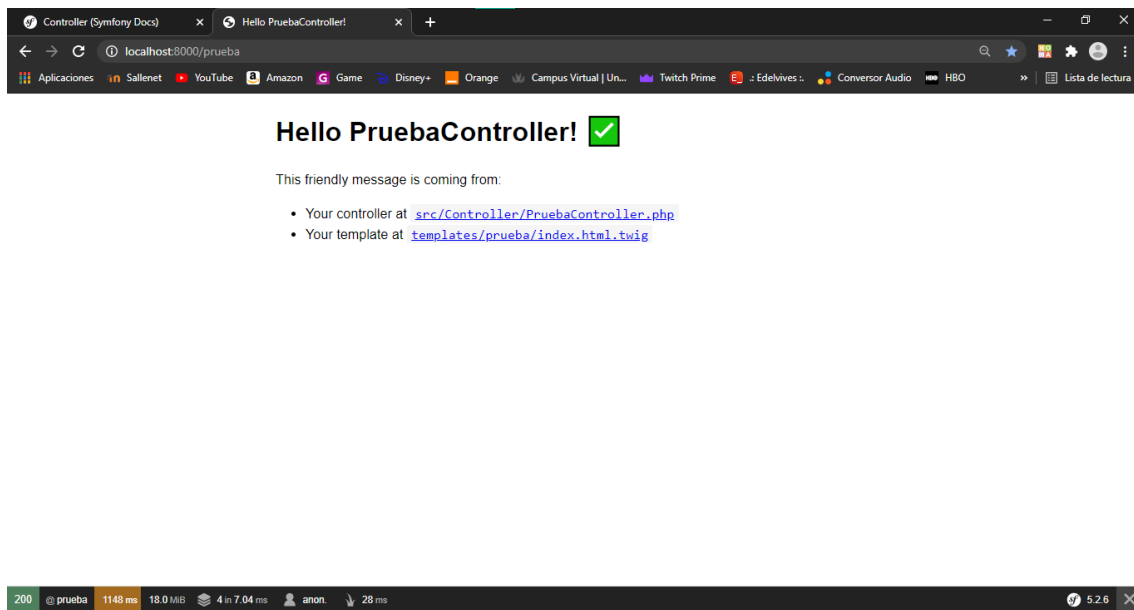 Controller (Symfony Docs)
Hello PruebaController!
localhost:8000/prueba
Aplicaciones
Sallenet
YouTube
Amazon
Game
Disney+
Orange
Campus Virtual | Un...
Twitch Prime
.: Edelvives :.
Conversor Audio
HBO
»
Lista de lectura
Hello PruebaController!
This friendly message is coming from:
• Your controller at src/Controller/PruebaController.php
• Your template at templates/prueba/index.html.twig
200 @ prueba 1148 ms 18.0 MiB 4 in 7.04 ms anon. 28 ms sf 5.2.6